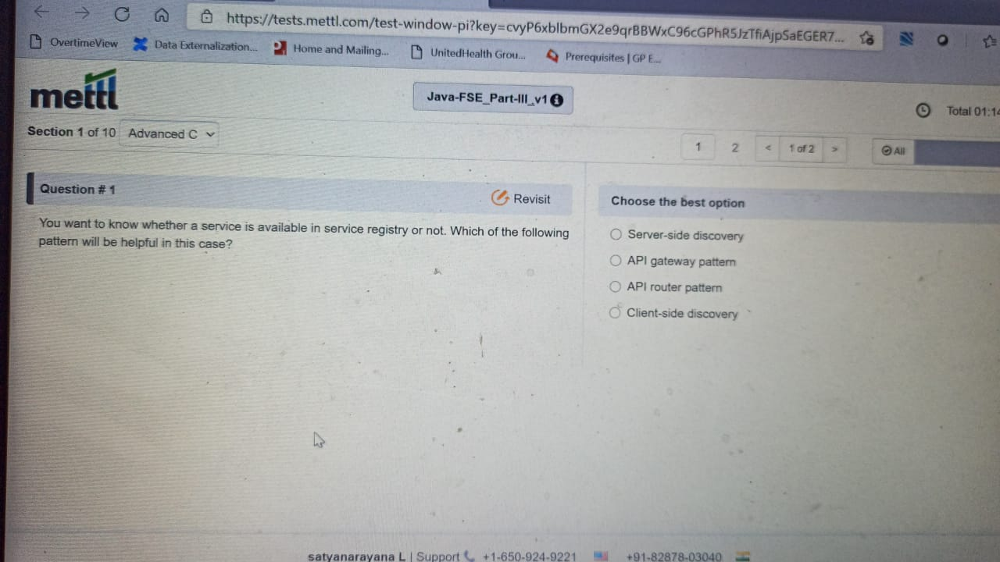 https://tests.mettl.com/test-window-pi?key=cvyP6xblbmGX2e9qrBBWxC96cGPhR5JzTfiAjpSaEGER7...
OvertimeView
Data Externalization...
Home and Mailing...
UnitedHealth Grou...
Prerequisites | GP E...
mettl
Java-FSE_Part-III_v1
Total 01:14
Section 1 of 10
Advanced C
1
2
<
1 of 2
>
All
Question # 1
Revisit
You want to know whether a service is available in service registry or not. Which of the following
pattern will be helpful in this case?
Choose the best option
Server-side discovery
API gateway pattern
API router pattern
Client-side discovery
satyanarayana L | Support +1-650-924-9221 +91-82878-03040